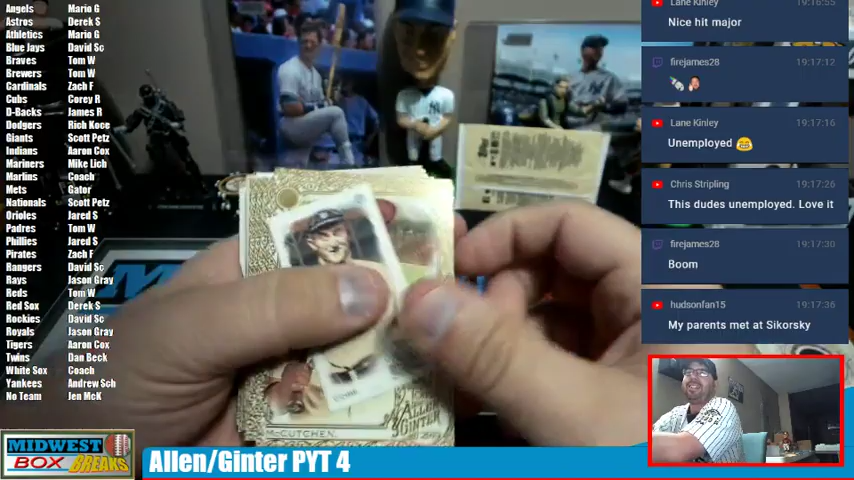 Angels Mario G
Astros Derek S
Athletics Mario G
Blue Jays David Sc
Braves Tom W
Brewers Tom W
Cardinals Zach F
Cubs Corey R
D-Backs James R
Dodgers Rich Koce
Giants Scott Petz
Indians Aaron Cox
Mariners Mike Lich
Marlins Coach
Mets Gator
Nationals Scott Petz
Orioles Jared S
Padres Tom W
Phillies Jared S
Pirates Zach F
Rangers David Sc
Rays Jason Gray
Reds Tom W
Red Sox Derek S
Rockies David Sc
Royals Jason Gray
Tigers Aaron Cox
Twins Dan Beck
White Sox Coach
Yankees Andrew Sch
No Team Jen McK
McCUTCHEN
ALLEN
GINTER
Lane Kinley 19:16:55
Nice hit major
firejames28 19:17:12
Lane Kinley 19:17:16
Unemployed 😂
Chris Stripling 19:17:26
This dudes unemployed. Love it
firejames28 19:17:30
Boom
hudsonfan15 19:17:36
My parents met at Sikorsky
MIDWEST
BOX BREAKS
Allen/Ginter PYT 4